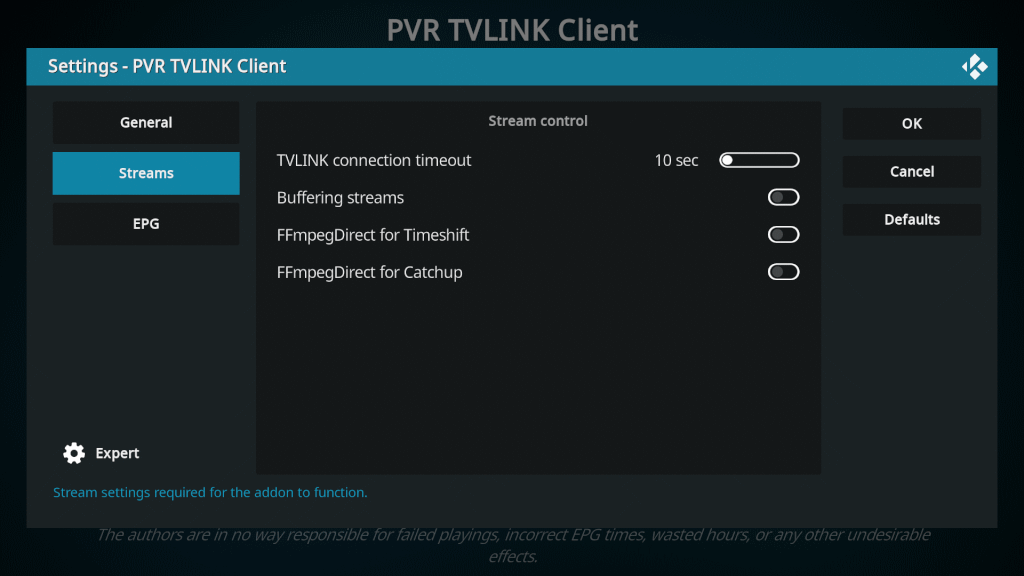 PVR TVLINK Client
Settings - PVR TVLINK Client
General
Streams
EPG
Stream control
TVLINK connection timeout 10 sec
Buffering streams
FFmpegDirect for Timeshift
FFmpegDirect for Catchup
OK
Cancel
Defaults
Expert
Stream settings required for the addon to function.
The authors are in no way responsible for failed playings, incorrect EPG times, wasted hours, or any other undesirable
effects.